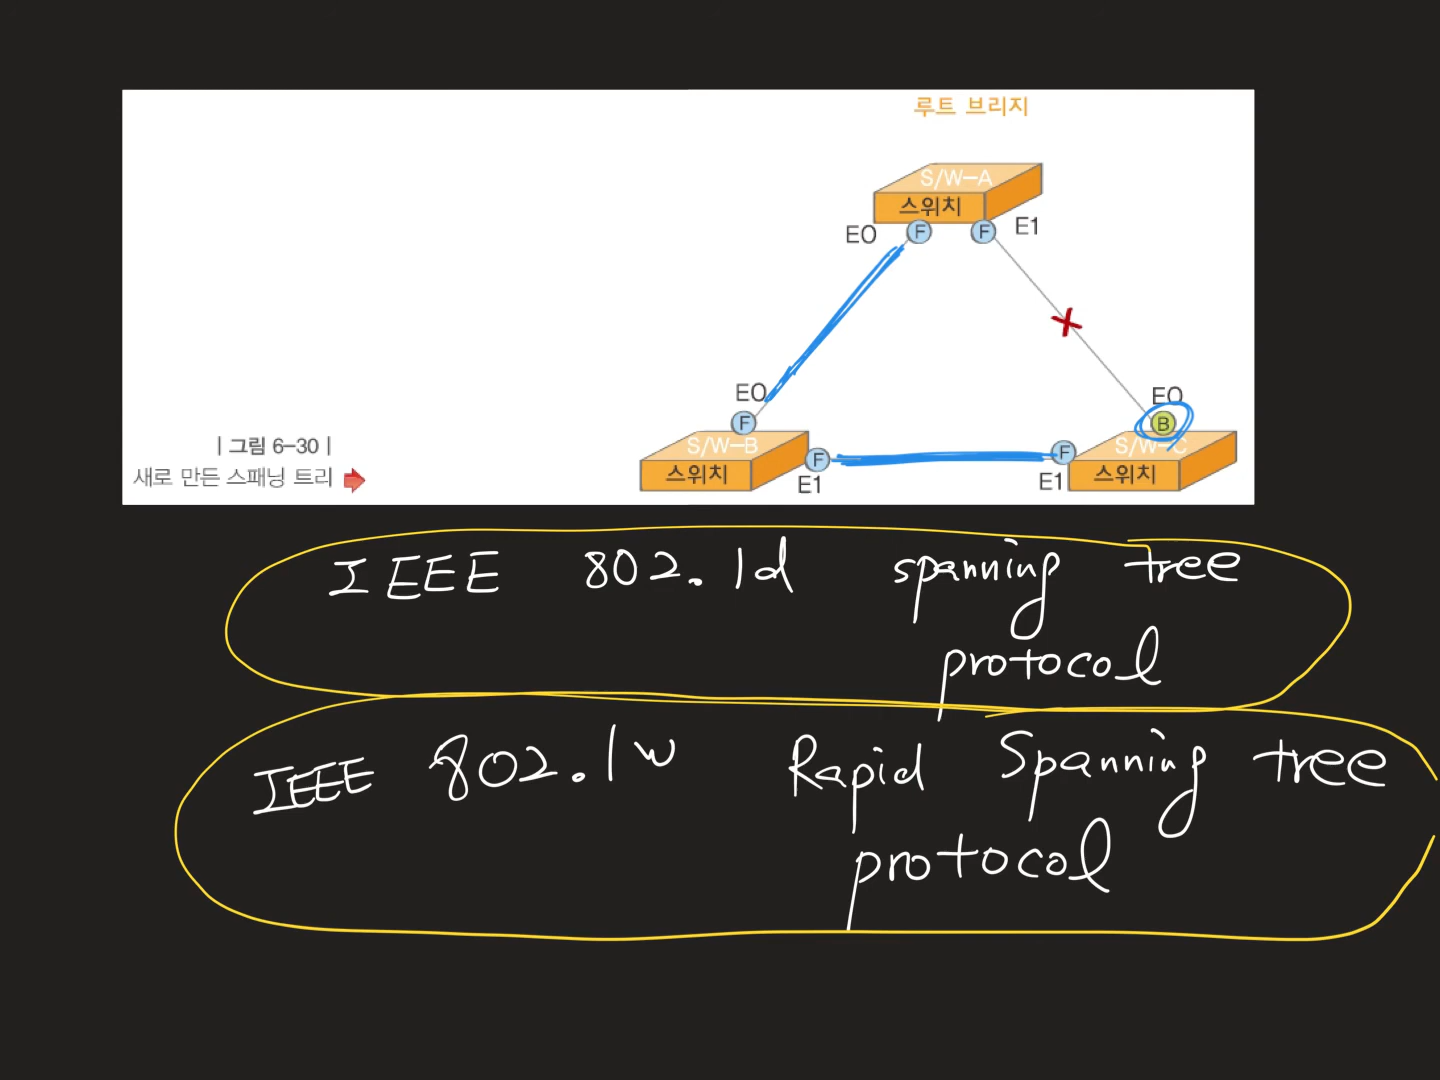 루트 브리지
S/W-A
스위치
E0 F F E1
E0 E0
F B
S/W-B S/W-C
스위치 F F 스위치
E1 E1
| 그림 6-30 |
새로 만든 스패닝 트리
IEEE 802.1d spanning tree
protocol
IEEE 802.1w Rapid Spanning tree
protocol